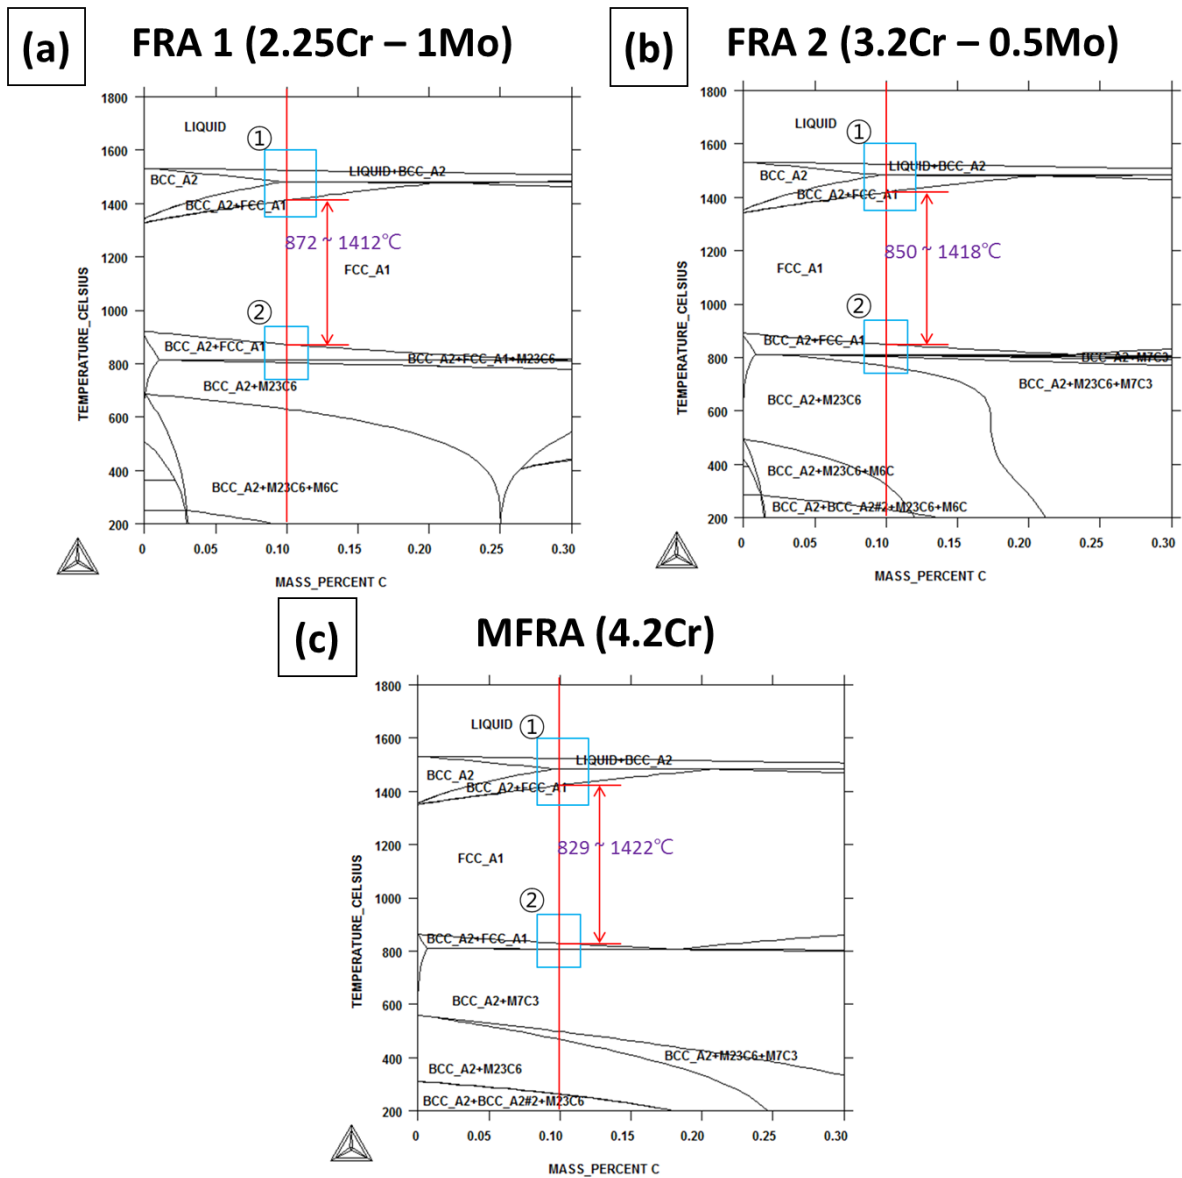 (a)
FRA 1 (2.25Cr – 1Mo)
1800
1600
1400
1200
1000
800
600
400
200
TEMPERATURE_CELSIUS
LIQUID
①
LIQUID+BCC_A2
BCC_A2
BCC_A2+FCC_A1
872 ~ 1412℃
FCC_A1
②
BCC_A2+FCC_A1
BCC_A2+FCC_A1+M23C6
BCC_A2+M23C6
BCC_A2+M23C6+M6C
0
0.05
0.10
0.15
0.20
0.25
0.30
MASS_PERCENT C
(b)
FRA 2 (3.2Cr – 0.5Mo)
1800
1600
1400
1200
1000
800
600
400
200
TEMPERATURE_CELSIUS
LIQUID
①
LIQUID+BCC_A2
BCC_A2
BCC_A2+FCC_A1
850 ~ 1418℃
FCC_A1
②
BCC_A2+FCC_A1
BCC_A2+M7C3
BCC_A2+M23C6+M7C3
BCC_A2+M23C6
BCC_A2+M23C6+M6C
BCC_A2+BCC_A2#2+M23C6+M6C
0
0.05
0.10
0.15
0.20
0.25
0.30
MASS_PERCENT C
(c)
MFRA (4.2Cr)
1800
1600
1400
1200
1000
800
600
400
200
TEMPERATURE_CELSIUS
LIQUID
①
LIQUID+BCC_A2
BCC_A2
BCC_A2+FCC_A1
829 ~ 1422℃
FCC_A1
②
BCC_A2+FCC_A1
BCC_A2+M7C3
BCC_A2+M23C6+M7C3
BCC_A2+M23C6
BCC_A2+BCC_A2#2+M23C6
0
0.05
0.10
0.15
0.20
0.25
0.30
MASS_PERCENT C